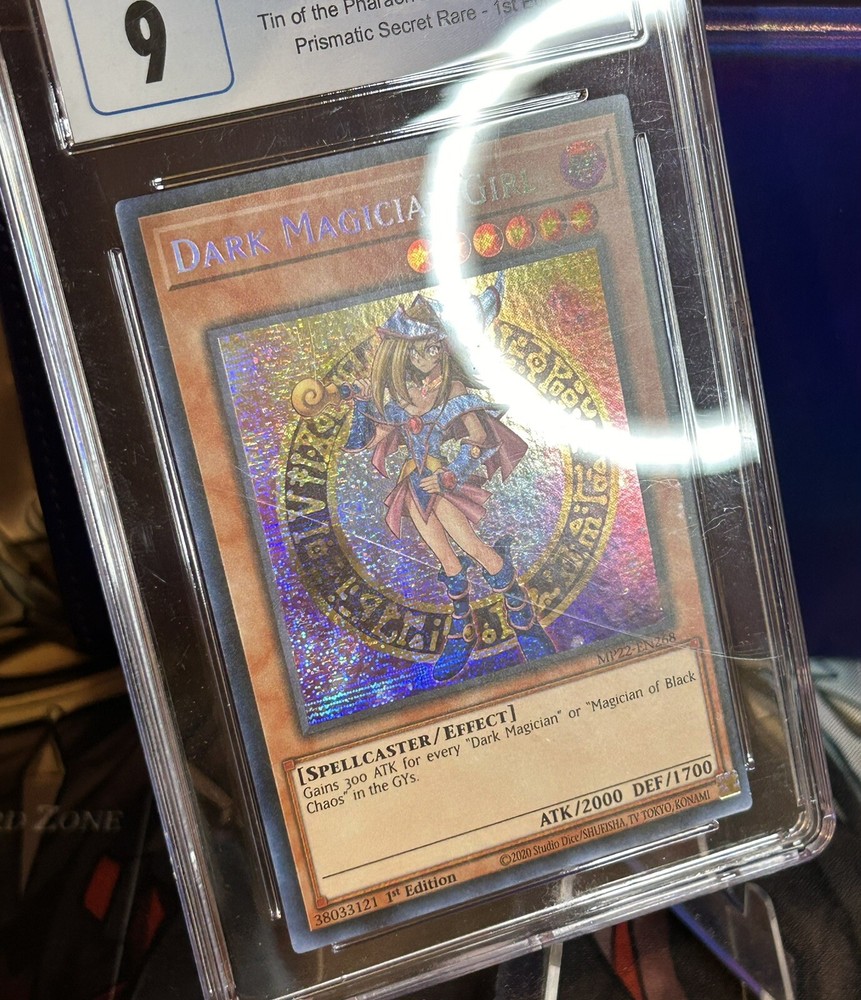 9
Tin of the Pharaoh
Prismatic Secret Rare - 1st
DARK MAGICIAN GIRL
MP22-EN268
[SPELLCASTER/EFFECT]
Gains 300 ATK for every "Dark Magician" or "Magician of Black
Chaos" in the GYs.
ATK/2000 DEF/1700
©2020 Studio Dice/SHUEISHA, TV TOKYO, KONAMI
38033121 1st Edition
ZONE